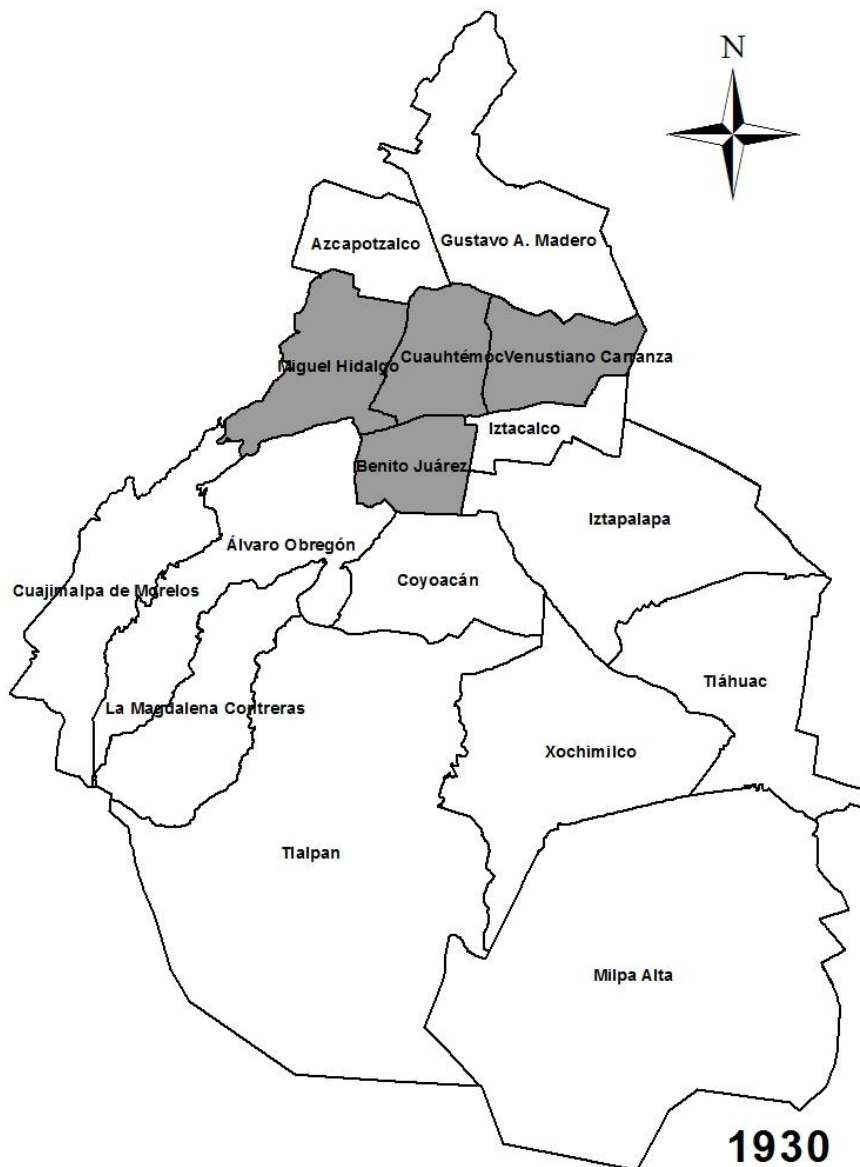 N
Azcapotzalco
Gustavo A. Madero
Miguel Hidalgo
Cuauhtémoc
Venustiano Carranza
Iztacalco
Benito Juárez
Iztapalapa
Álvaro Obregón
Coyoacán
Cuajimalpa de Morelos
Tláhuac
La Magdalena Contreras
Xochimilco
Tlalpan
Milpa Alta
1930